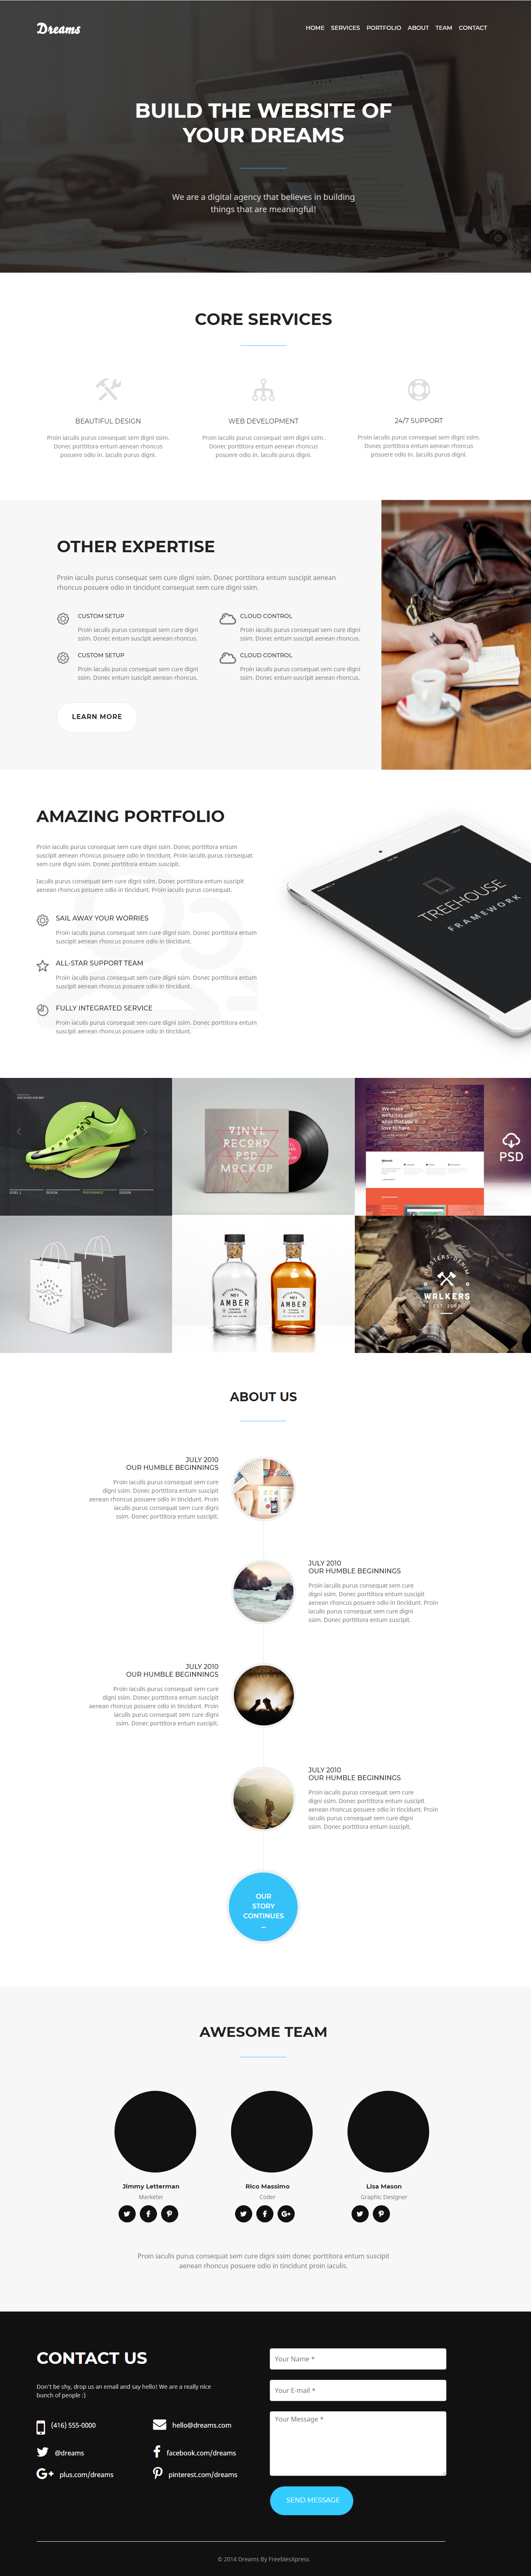 Dreams
HOME SERVICES PORTFOLIO ABOUT TEAM CONTACT
BUILD THE WEBSITE OF
YOUR DREAMS
We are a digital agency that believes in building
things that are meaningful!
CORE SERVICES
BEAUTIFUL DESIGN
Proin iaculis purus consequat sem digni ssim.
Donec porttitora entum aenean rhoncus
posuere odio in. Iaculis purus digni.
WEB DEVELOPMENT
Proin iaculis purus consequat sem digni ssim.
Donec porttitora entum aenean rhoncus
posuere odio in. Iaculis purus digni.
24/7 SUPPORT
Proin iaculis purus consequat sem digni ssim.
Donec porttitora entum aenean rhoncus
posuere odio in. Iaculis purus digni.
OTHER EXPERTISE
Proin iaculis purus consequat sem cure digni ssim. Donec porttitora entum suscipit aenean
rhoncus posuere odio in tincidunt consequat sem cure digni ssim.
CUSTOM SETUP
Proin iaculis purus consequat sem cure digni
ssim. Donec entum suscipit aenean rhoncus.
CLOUD CONTROL
Proin iaculis purus consequat sem cure digni
ssim. Donec entum suscipit aenean rhoncus.
CUSTOM SETUP
Proin iaculis purus consequat sem cure digni
ssim. Donec entum suscipit aenean rhoncus.
CLOUD CONTROL
Proin iaculis purus consequat sem cure digni
ssim. Donec entum suscipit aenean rhoncus.
LEARN MORE
AMAZING PORTFOLIO
Proin iaculis purus consequat sem cure digni ssim. Donec porttitora entum
suscipit aenean rhoncus posuere odio in tincidunt. Proin iaculis purus consequat
sem cure digni ssim. Donec porttitora entum suscipit.
Iaculis purus consequat sem cure digni ssim. Donec porttitora entum suscipit
aenean rhoncus posuere odio in tincidunt. Proin iaculis purus consequat.
SAIL AWAY YOUR WORRIES
Proin iaculis purus consequat sem cure digni ssim. Donec porttitora entum
suscipit aenean rhoncus posuere odio in tincidunt.
ALL-STAR SUPPORT TEAM
Proin iaculis purus consequat sem cure digni ssim. Donec porttitora entum
suscipit aenean rhoncus posuere odio in tincidunt.
FULLY INTEGRATED SERVICE
Proin iaculis purus consequat sem cure digni ssim. Donec porttitora entum
suscipit aenean rhoncus posuere odio in tincidunt.
TREEHOUSE
FRAMEWORK
LEVEL 2 DESIGN PERFORMANCE DESIGN
VINYL
RECORD
PSD
MOCKUP
We make
websites and
apps that you'll
love to have
PSD
NO1
AMBER
NO1
AMBER
HIPSTERS-DENIM
WALKERS
EST. 2003
ABOUT US
JULY 2010
OUR HUMBLE BEGINNINGS
Proin iaculis purus consequat sem cure
digni ssim. Donec porttitora entum suscipit
aenean rhoncus posuere odio in tincidunt. Proin
iaculis purus consequat sem cure digni
ssim. Donec porttitora entum suscipit.
JULY 2010
OUR HUMBLE BEGINNINGS
Proin iaculis purus consequat sem cure
digni ssim. Donec porttitora entum suscipit
aenean rhoncus posuere odio in tincidunt. Proin
iaculis purus consequat sem cure digni
ssim. Donec porttitora entum suscipit.
JULY 2010
OUR HUMBLE BEGINNINGS
Proin iaculis purus consequat sem cure
digni ssim. Donec porttitora entum suscipit
aenean rhoncus posuere odio in tincidunt. Proin
iaculis purus consequat sem cure digni
ssim. Donec porttitora entum suscipit.
JULY 2010
OUR HUMBLE BEGINNINGS
Proin iaculis purus consequat sem cure
digni ssim. Donec porttitora entum suscipit
aenean rhoncus posuere odio in tincidunt. Proin
iaculis purus consequat sem cure digni
ssim. Donec porttitora entum suscipit.
OUR
STORY
CONTINUES
...
AWESOME TEAM
Jimmy Letterman
Marketer
Rico Massimo
Coder
Lisa Mason
Graphic Designer
Proin iaculis purus consequat sem cure digni ssim donec porttitora entum suscipit
aenean rhoncus posuere odio in tincidunt proin iaculis.
CONTACT US
Don't be shy, drop us an email and say hello! We are a really nice
bunch of people :)
(416) 555-0000
hello@dreams.com
@dreams
facebook.com/dreams
plus.com/dreams
pinterest.com/dreams
Your Name *
Your E-mail *
Your Message *
SEND MESSAGE
© 2014 Dreams By FreebiesXpress